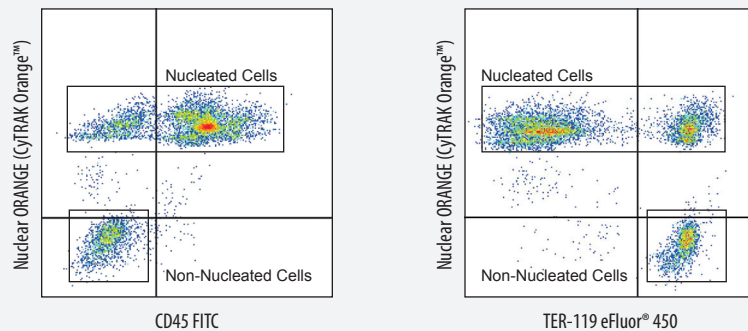 Nuclear ORANGE (CyTRAK Orange™)
Nucleated Cells
Non-Nucleated Cells
CD45 FITC
Nuclear ORANGE (CyTRAK Orange™)
Nucleated Cells
Non-Nucleated Cells
TER-119 eFluor® 450